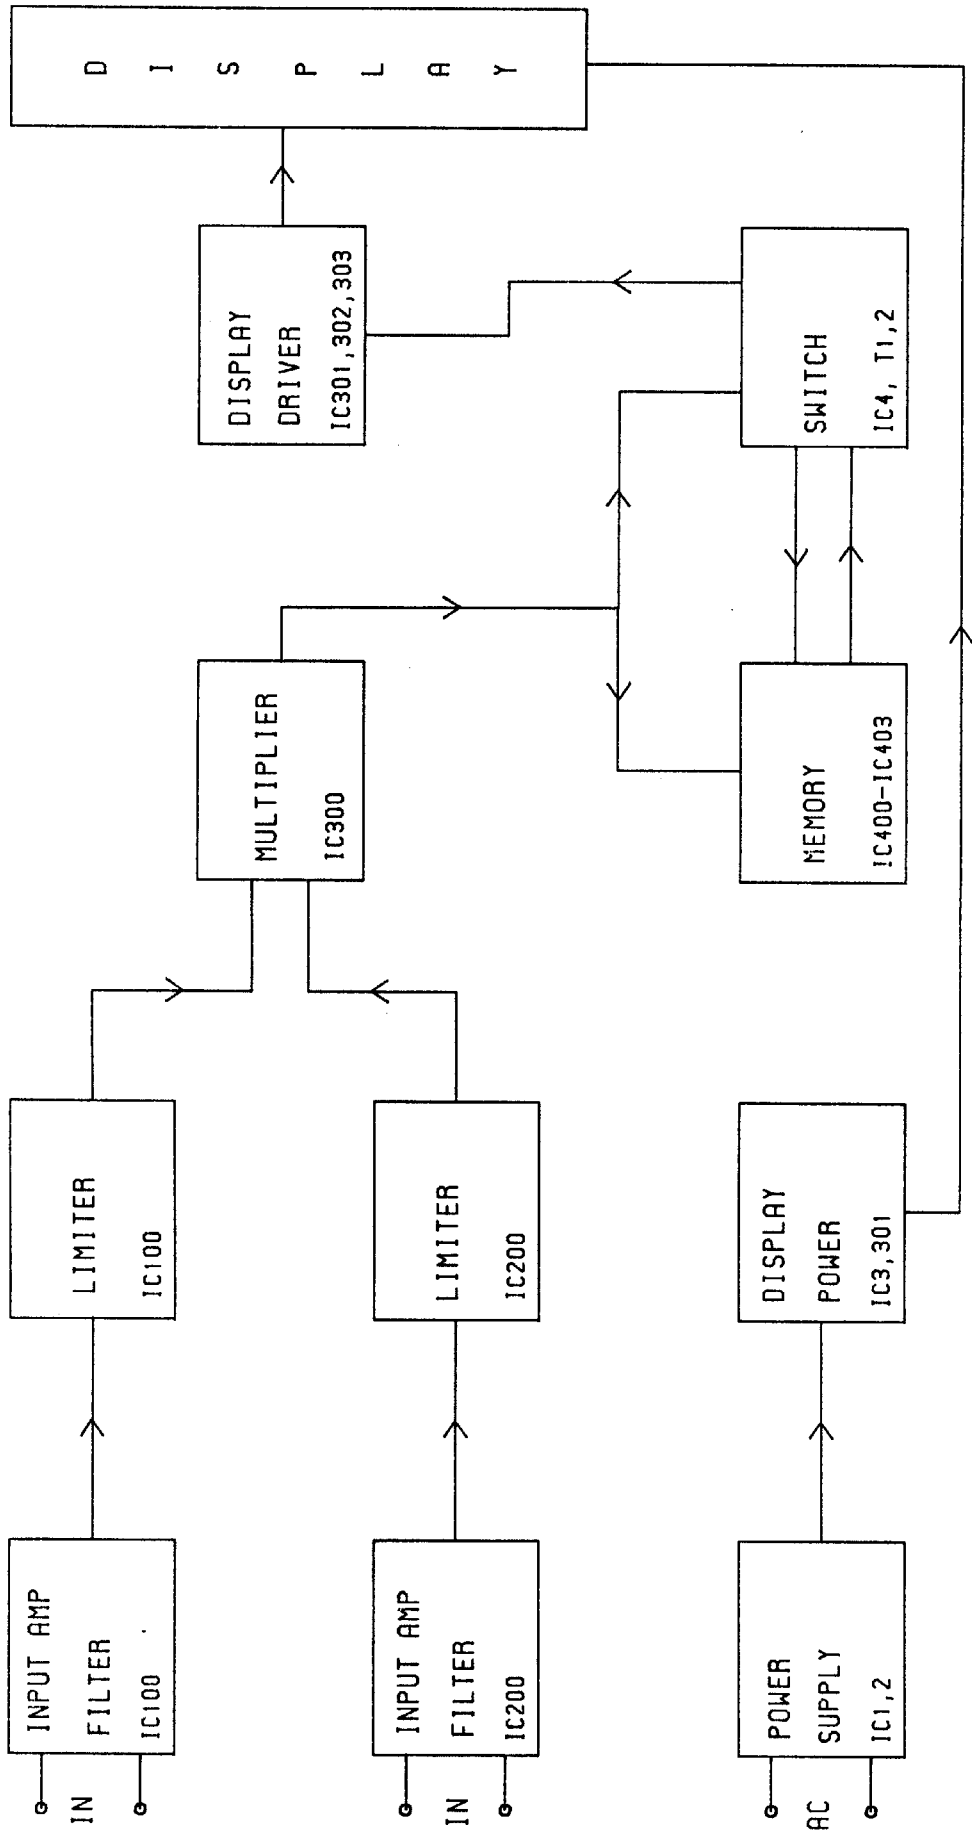 IN
INPUT AMP
FILTER
IC100
LIMITER
IC100
IN
INPUT AMP
FILTER
IC200
LIMITER
IC200
MULTIPLIER
IC300
DISPLAY
DRIVER
IC301,302,303
DISPLAY
AC
POWER
SUPPLY
IC1,2
DISPLAY
POWER
IC3,301
MEMORY
IC400-IC403
SWITCH
IC4, T1,2